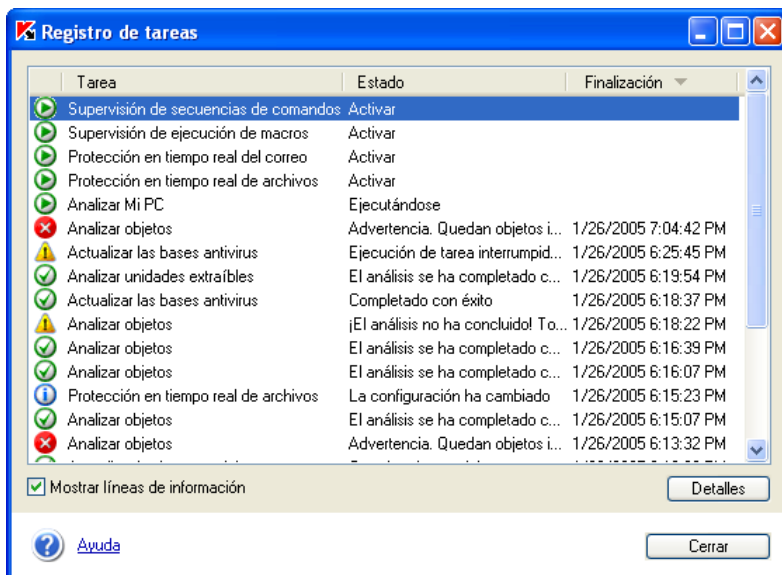 Registro de tareas
Tarea Estado Finalización
Supervisión de secuencias de comandos Activar
Supervisión de ejecución de macros Activar
Protección en tiempo real del correo Activar
Protección en tiempo real de archivos Activar
Analizar Mi PC Ejecutándose
Analizar objetos Advertencia. Quedan objetos i... 1/26/2005 7:04:42 PM
Actualizar las bases antivirus Ejecución de tarea interrumpid... 1/26/2005 6:25:45 PM
Analizar unidades extraíbles El análisis se ha completado c... 1/26/2005 6:19:54 PM
Actualizar las bases antivirus Completado con éxito 1/26/2005 6:18:37 PM
Analizar objetos ¡El análisis no ha concluido! To... 1/26/2005 6:18:22 PM
Analizar objetos El análisis se ha completado c... 1/26/2005 6:16:39 PM
Analizar objetos El análisis se ha completado c... 1/26/2005 6:16:07 PM
Protección en tiempo real de archivos La configuración ha cambiado 1/26/2005 6:15:23 PM
Analizar objetos El análisis se ha completado c... 1/26/2005 6:15:07 PM
Analizar objetos Advertencia. Quedan objetos i... 1/26/2005 6:13:32 PM
Mostrar líneas de información Detalles
Ayuda Cerrar